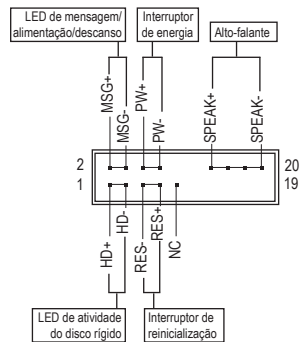 LED de mensagem/
alimentação/descanso
Interruptor
de energia
Alto-falante
MSG+
MSG-
PW+
PW-
SPEAK+
SPEAK-
2
20
1
19
HD+
HD-
RES-
RES+
NC
LED de atividade
do disco rígido
Interruptor de
reinicialização